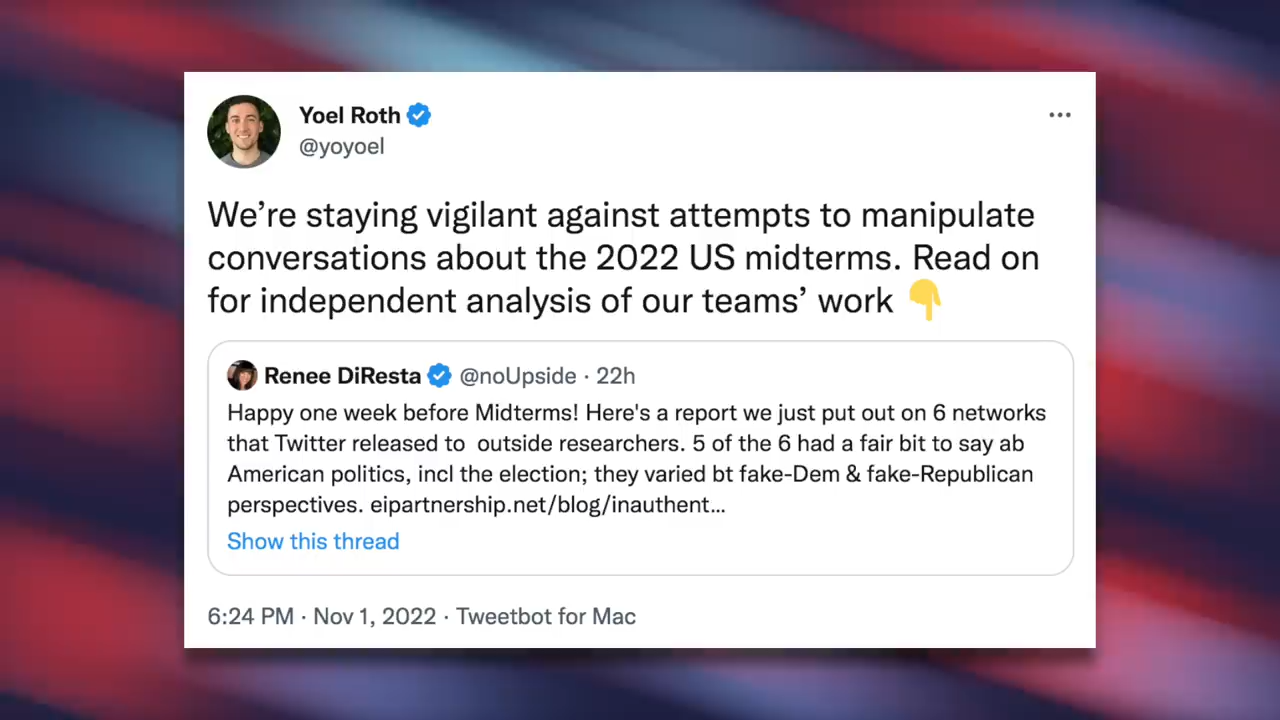 Yoel Roth
@yoyoel
We’re staying vigilant against attempts to manipulate
conversations about the 2022 US midterms. Read on
for independent analysis of our teams’ work 👇
Renee DiResta @noUpside · 22h
Happy one week before Midterms! Here's a report we just put out on 6 networks
that Twitter released to  outside researchers. 5 of the 6 had a fair bit to say ab
American politics, incl the election; they varied bt fake-Dem & fake-Republican
perspectives. eipartnership.net/blog/inauthent…
Show this thread
6:24 PM · Nov 1, 2022 · Tweetbot for Mac